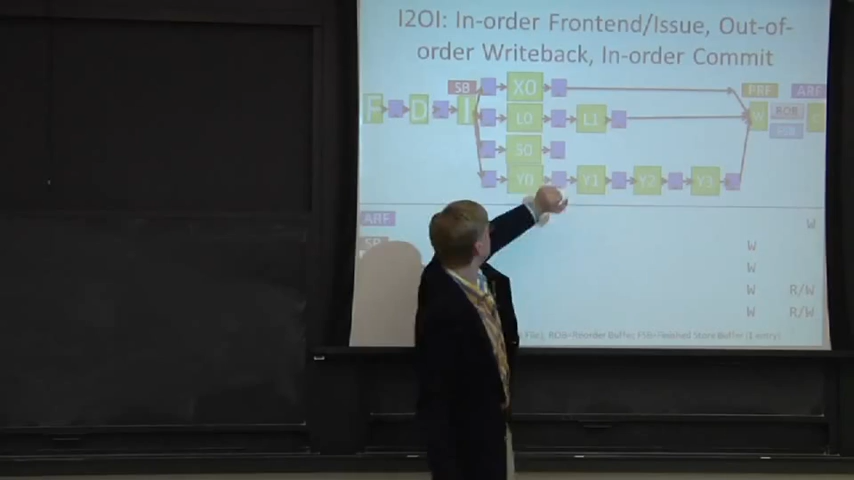 I2OI: In-order Frontend/Issue, Out-of-
order Writeback, In-order Commit
SB X0 PRF ARF
F D I L0 L1 W ROB C
S0 FSB
Y0 Y1 Y2 Y3
ARF W
SB W
W
W R/W
W R/W
File), ROB=Reorder Buffer, FSB=Finished Store Buffer (1 entry)